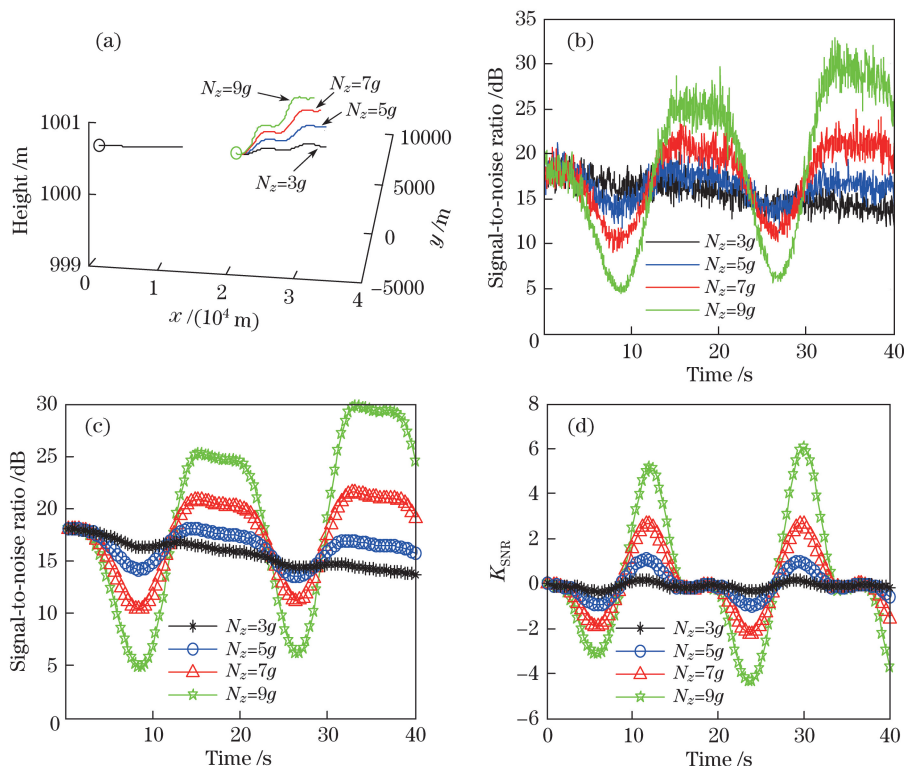 (a)
N_z=9g
N_z=7g
N_z=5g
N_z=3g
1001
1000
999
Height /m
0
1
2
3
4
x /(10⁴ m)
10000
5000
0
−5000
y /m
(b)
35
30
25
20
15
10
5
0
Signal-to-noise ratio /dB
N_z=3g
N_z=5g
N_z=7g
N_z=9g
10
20
30
40
Time /s
(c)
30
25
20
15
10
5
0
Signal-to-noise ratio /dB
N_z=3g
N_z=5g
N_z=7g
N_z=9g
10
20
30
40
Time /s
(d)
8
6
4
2
0
−2
−4
−6
K_SNR
N_z=3g
N_z=5g
N_z=7g
N_z=9g
0
10
20
30
40
Time /s